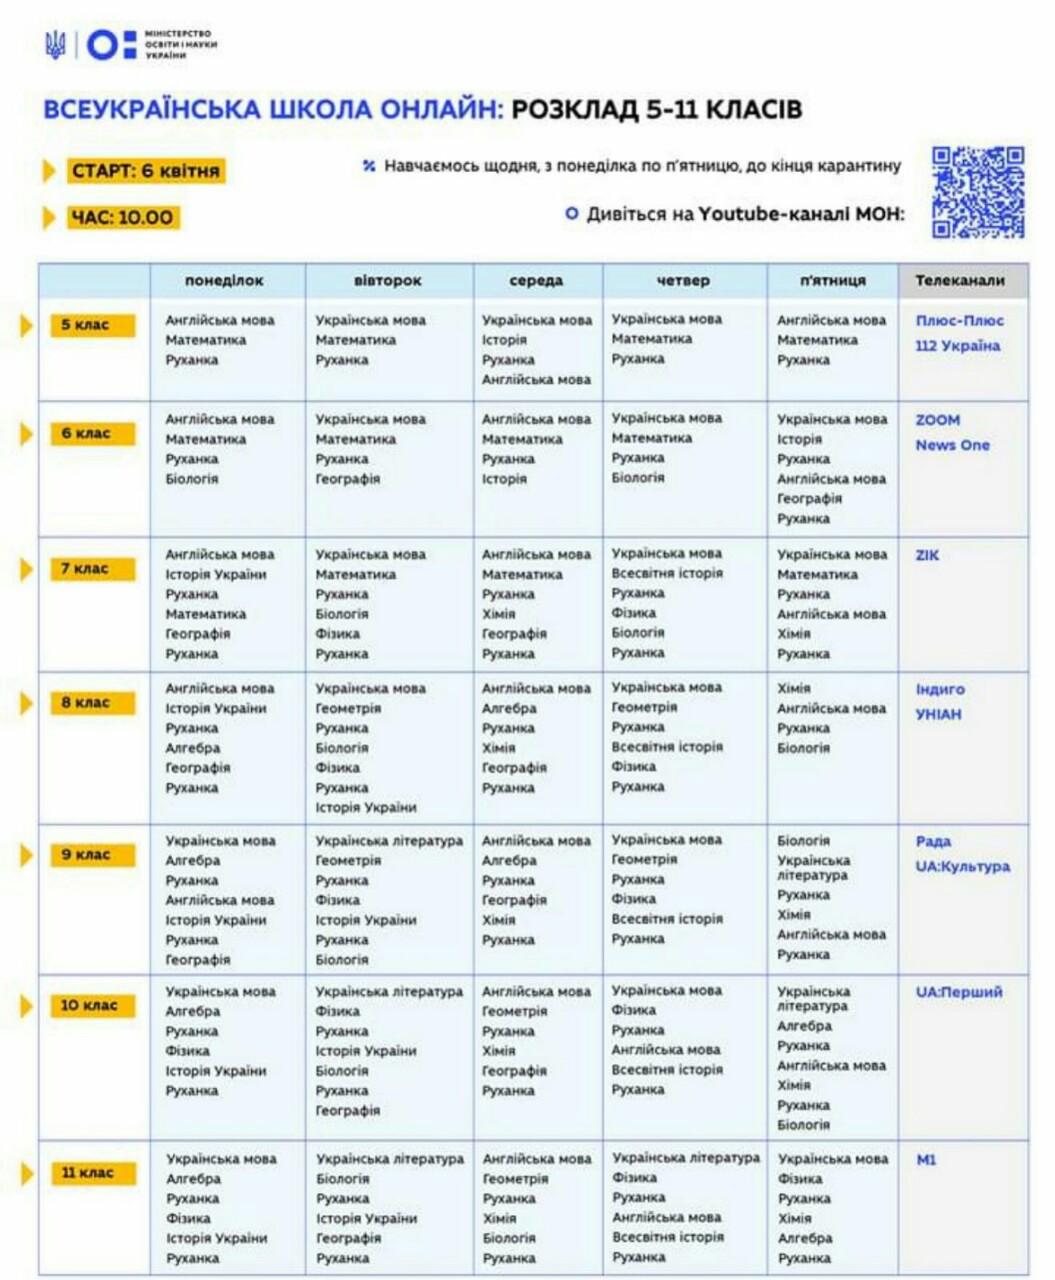 МІНІСТЕРСТВО
ОСВІТИ І НАУКИ
УКРАЇНИ
ВСЕУКРАЇНСЬКА ШКОЛА ОНЛАЙН: РОЗКЛАД 5-11 КЛАСІВ
СТАРТ: 6 квітня
Навчаємось щодня, з понеділка по п'ятницю, до кінця карантину
ЧАС: 10.00
Дивіться на Youtube-каналі МОН:
понеділок вівторок середа четвер п'ятниця Телеканали
5 клас
Англійська мова
Математика
Руханка
Українська мова
Математика
Руханка
Українська мова
Історія
Руханка
Англійська мова
Українська мова
Математика
Руханка
Англійська мова
Математика
Руханка
Плюс-Плюс
112 Україна
6 клас
Англійська мова
Математика
Руханка
Біологія
Українська мова
Математика
Руханка
Географія
Англійська мова
Математика
Руханка
Історія
Українська мова
Математика
Руханка
Біологія
Українська мова
Історія
Руханка
Англійська мова
Географія
Руханка
ZOOM
News One
7 клас
Англійська мова
Історія України
Руханка
Математика
Географія
Руханка
Українська мова
Математика
Руханка
Біологія
Фізика
Руханка
Англійська мова
Математика
Руханка
Хімія
Географія
Руханка
Українська мова
Всесвітня історія
Руханка
Фізика
Біологія
Руханка
Українська мова
Математика
Руханка
Англійська мова
Хімія
Руханка
ZIK
8 клас
Англійська мова
Історія України
Руханка
Алгебра
Географія
Руханка
Українська мова
Геометрія
Руханка
Біологія
Фізика
Руханка
Історія України
Англійська мова
Алгебра
Руханка
Хімія
Географія
Руханка
Українська мова
Геометрія
Руханка
Всесвітня історія
Фізика
Руханка
Хімія
Англійська мова
Руханка
Біологія
Індиго
УНІАН
9 клас
Українська мова
Алгебра
Руханка
Англійська мова
Історія України
Руханка
Географія
Українська література
Геометрія
Руханка
Фізика
Історія України
Руханка
Біологія
Англійська мова
Алгебра
Руханка
Географія
Хімія
Руханка
Українська мова
Геометрія
Руханка
Фізика
Всесвітня історія
Руханка
Біологія
Українська
література
Руханка
Хімія
Англійська мова
Руханка
Рада
UA:Культура
10 клас
Українська мова
Алгебра
Руханка
Фізика
Історія України
Руханка
Українська література
Фізика
Руханка
Історія України
Біологія
Руханка
Географія
Англійська мова
Геометрія
Руханка
Хімія
Географія
Руханка
Українська мова
Фізика
Руханка
Англійська мова
Всесвітня історія
Руханка
Українська
література
Алгебра
Руханка
Англійська мова
Хімія
Руханка
Біологія
UA:Перший
11 клас
Українська мова
Алгебра
Руханка
Фізика
Історія України
Руханка
Українська література
Біологія
Руханка
Історія України
Географія
Руханка
Англійська мова
Геометрія
Руханка
Хімія
Біологія
Руханка
Українська література
Фізика
Руханка
Англійська мова
Всесвітня історія
Руханка
Українська мова
Фізика
Руханка
Хімія
Алгебра
Руханка
М1